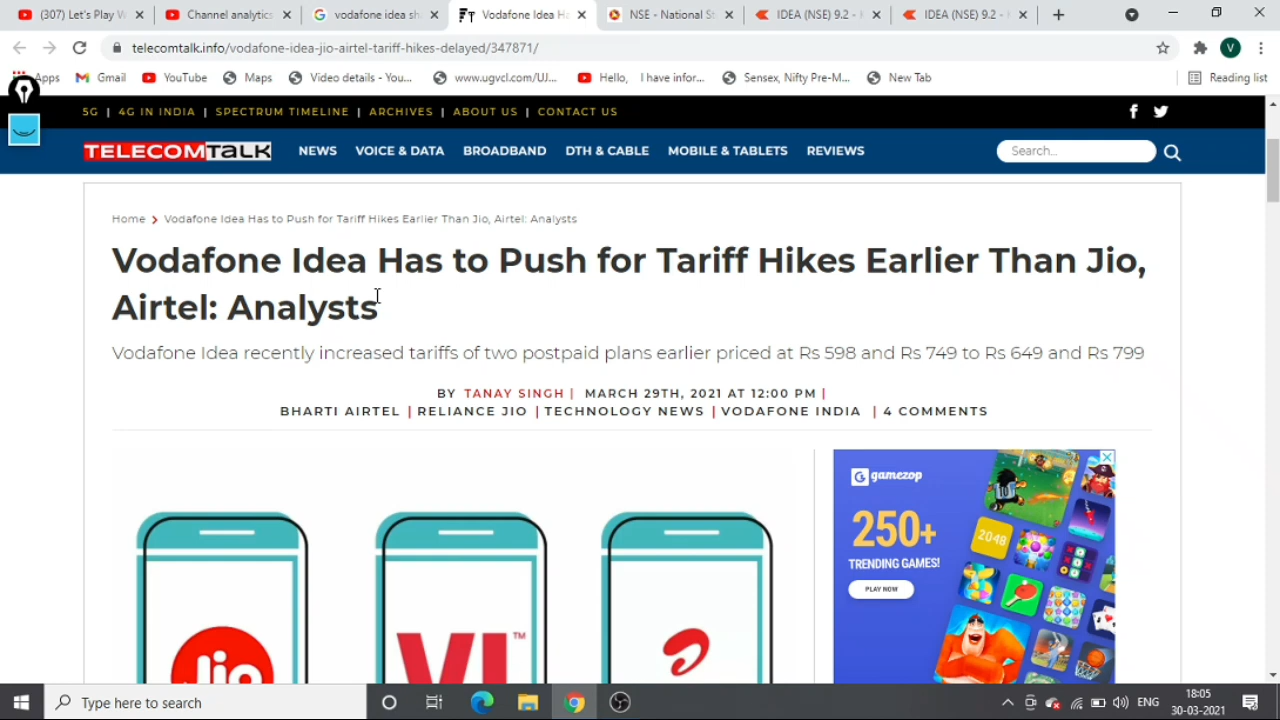 (307) Let's Play W
Channel analytics
vodafone idea sh
Vodafone Idea Ha
NSE - National St
IDEA (NSE) 9.2 -
IDEA (NSE) 9.2 -
telecomtalk.info/vodafone-idea-jio-airtel-tariff-hikes-delayed/347871/
V
Apps
Gmail
YouTube
Maps
Video details - You...
www.ugvcl.com/UJ...
Hello, I have infor...
Sensex, Nifty Pre-M...
New Tab
Reading list
5G | 4G IN INDIA | SPECTRUM TIMELINE | ARCHIVES | ABOUT US | CONTACT US
TELECOMTALK NEWS VOICE & DATA BROADBAND DTH & CABLE MOBILE & TABLETS REVIEWS Search...
Home > Vodafone Idea Has to Push for Tariff Hikes Earlier Than Jio, Airtel: Analysts
Vodafone Idea Has to Push for Tariff Hikes Earlier Than Jio,
Airtel: Analysts
Vodafone Idea recently increased tariffs of two postpaid plans earlier priced at Rs 598 and Rs 749 to Rs 649 and Rs 799
BY TANAY SINGH | MARCH 29TH, 2021 AT 12:00 PM |
BHARTI AIRTEL | RELIANCE JIO | TECHNOLOGY NEWS | VODAFONE INDIA | 4 COMMENTS
Jio
VI™
gamezop
250+
TRENDING GAMES!
PLAY NOW
2048
Type here to search
ENG
18:05
30-03-2021